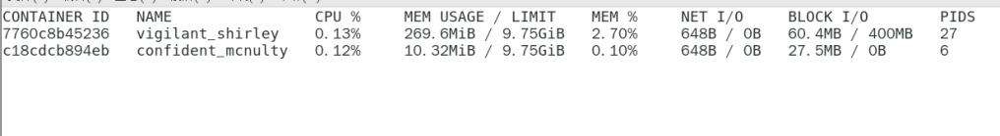 CONTAINER ID NAME CPU % MEM USAGE / LIMIT MEM % NET I/O BLOCK I/O PIDS
7760c8b45236 vigilant_shirley 0.13% 269.6MiB / 9.75GiB 2.70% 648B / 0B 60.4MB / 400MB 27
c18cdcb894eb confident_mcnulty 0.12% 10.32MiB / 9.75GiB 0.10% 648B / 0B 27.5MB / 0B 6